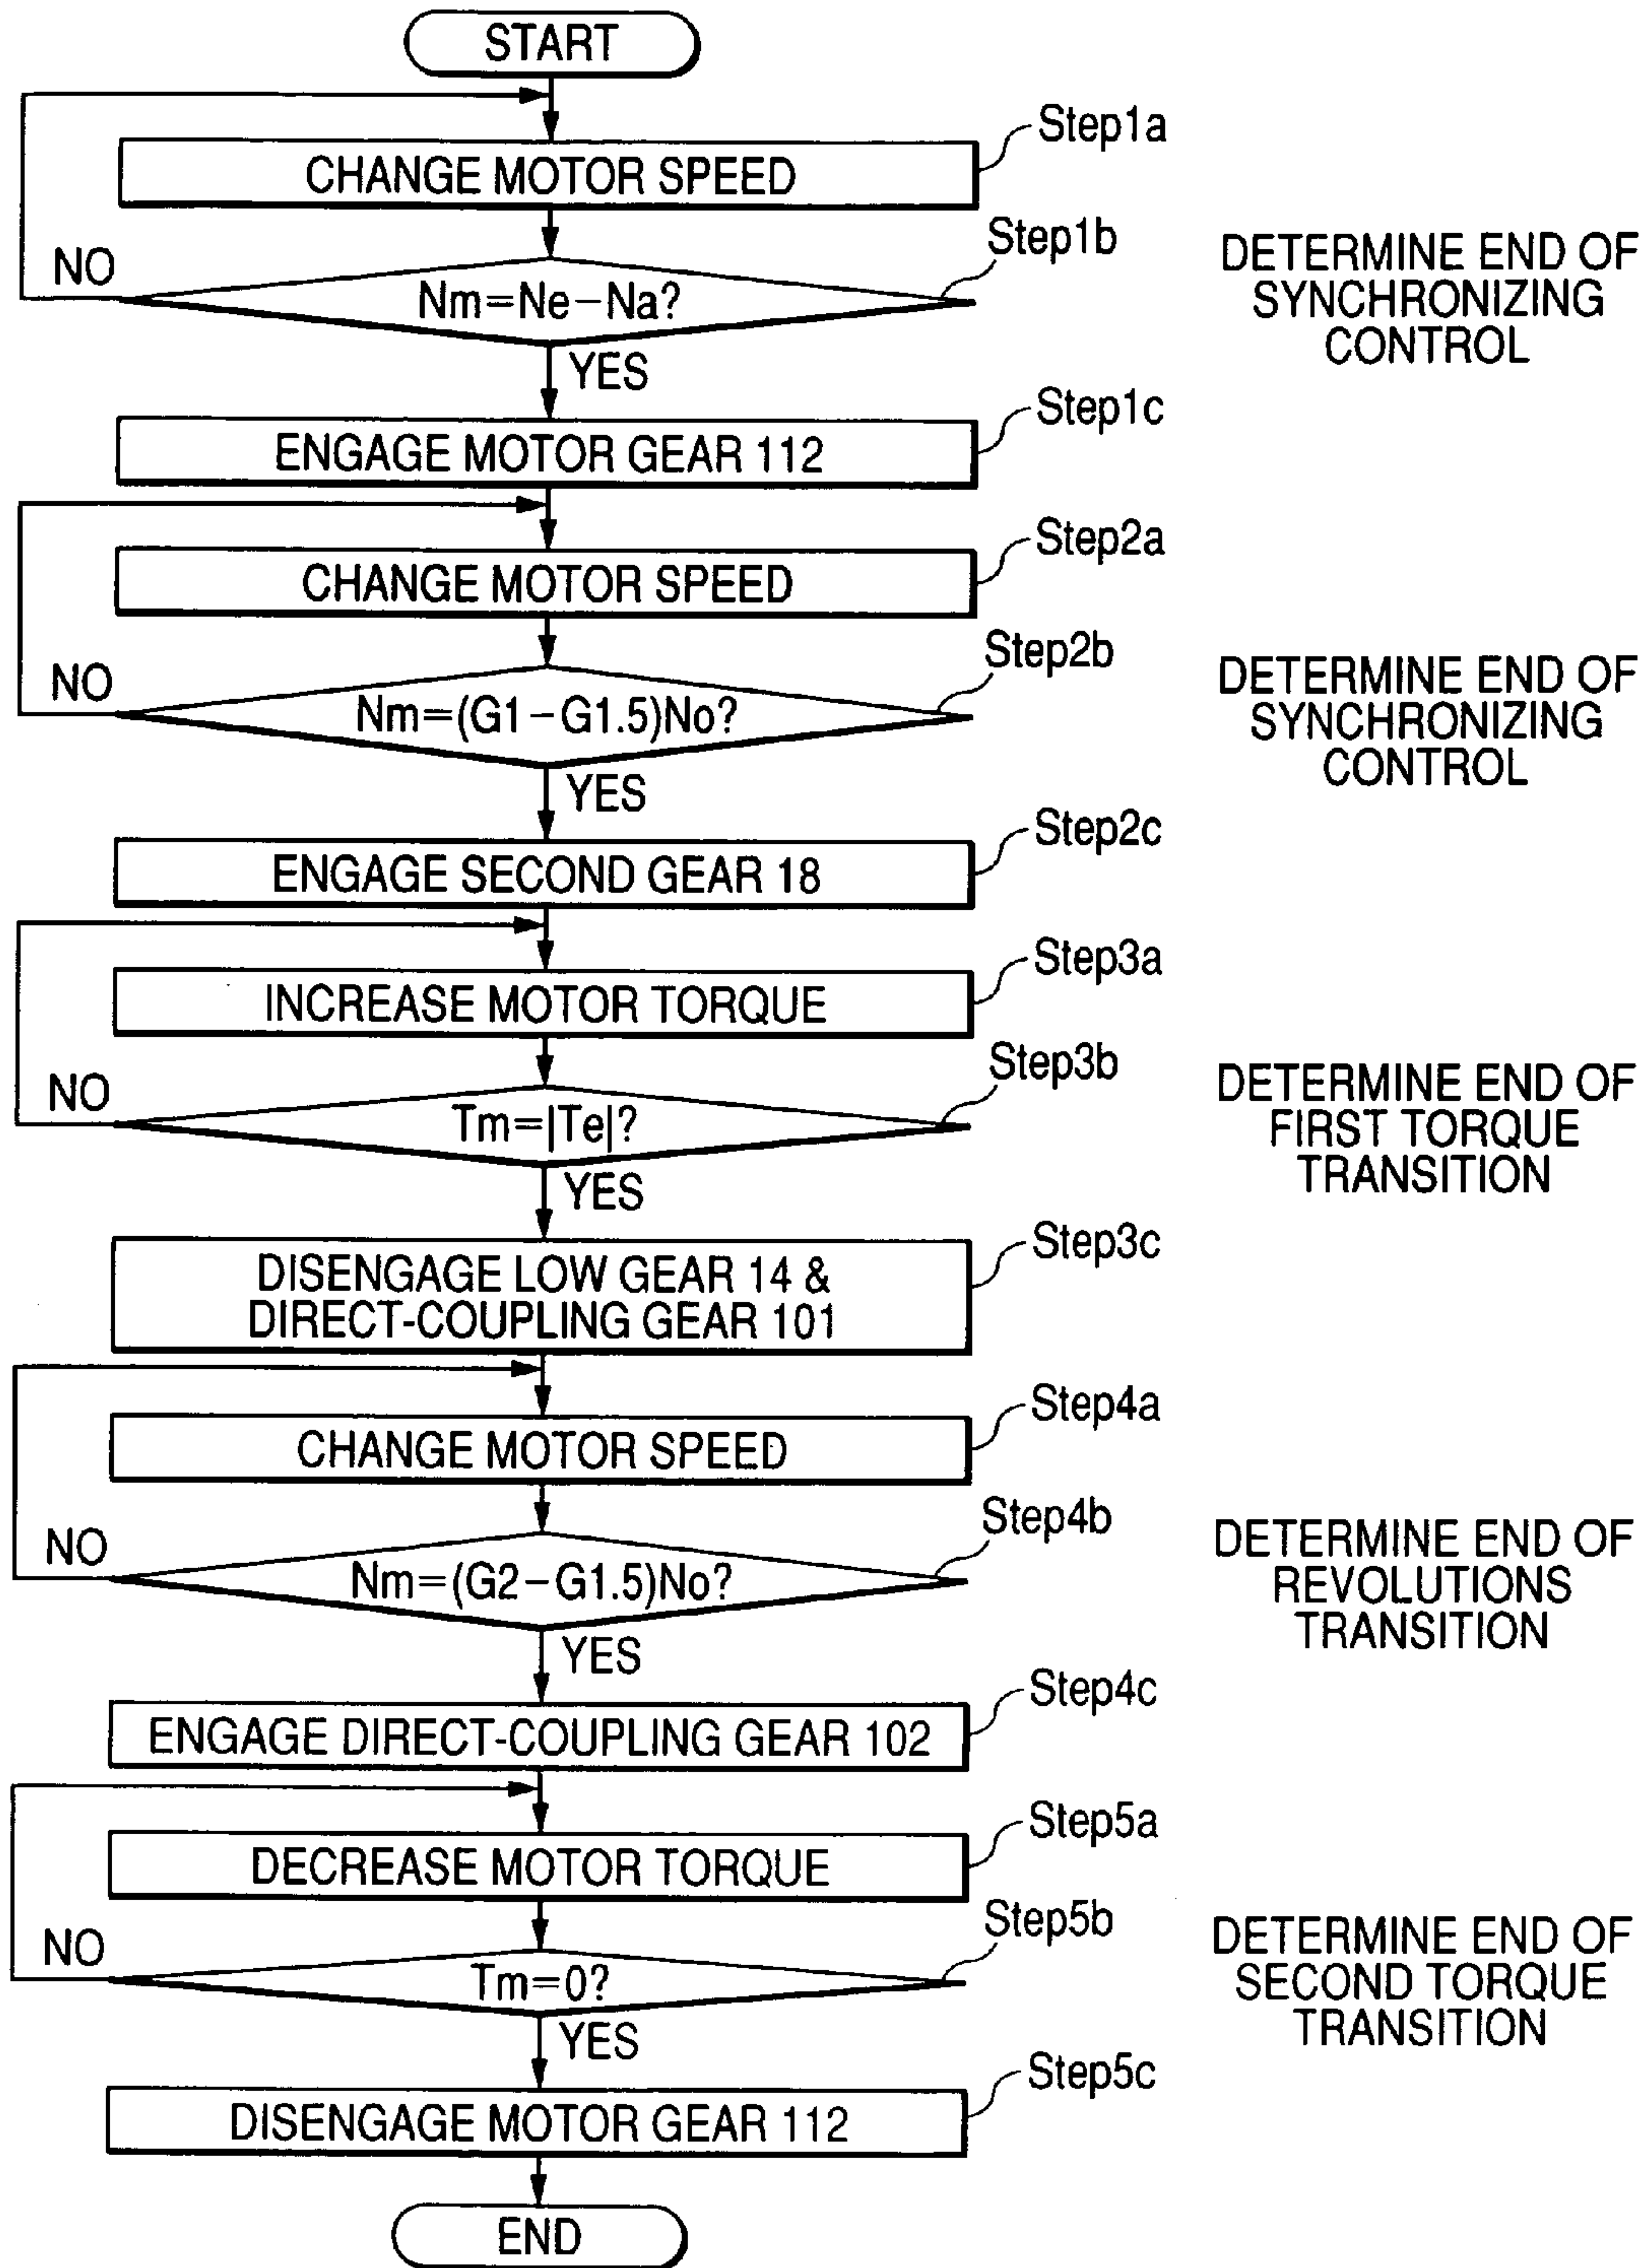 START
Step1a
CHANGE MOTOR SPEED
Step1b
NO
Nm=Ne-Na?
DETERMINE END OF
SYNCHRONIZING
CONTROL
YES
Step1c
ENGAGE MOTOR GEAR 112
Step2a
CHANGE MOTOR SPEED
Step2b
NO
Nm=(G1-G1.5)No?
DETERMINE END OF
SYNCHRONIZING
CONTROL
YES
Step2c
ENGAGE SECOND GEAR 18
Step3a
INCREASE MOTOR TORQUE
Step3b
NO
Tm=|Te|?
DETERMINE END OF
FIRST TORQUE
TRANSITION
YES
Step3c
DISENGAGE LOW GEAR 14 &
DIRECT-COUPLING GEAR 101
Step4a
CHANGE MOTOR SPEED
Step4b
NO
Nm=(G2-G1.5)No?
DETERMINE END OF
REVOLUTIONS
TRANSITION
YES
Step4c
ENGAGE DIRECT-COUPLING GEAR 102
Step5a
DECREASE MOTOR TORQUE
Step5b
NO
Tm=0?
DETERMINE END OF
SECOND TORQUE
TRANSITION
YES
Step5c
DISENGAGE MOTOR GEAR 112
END